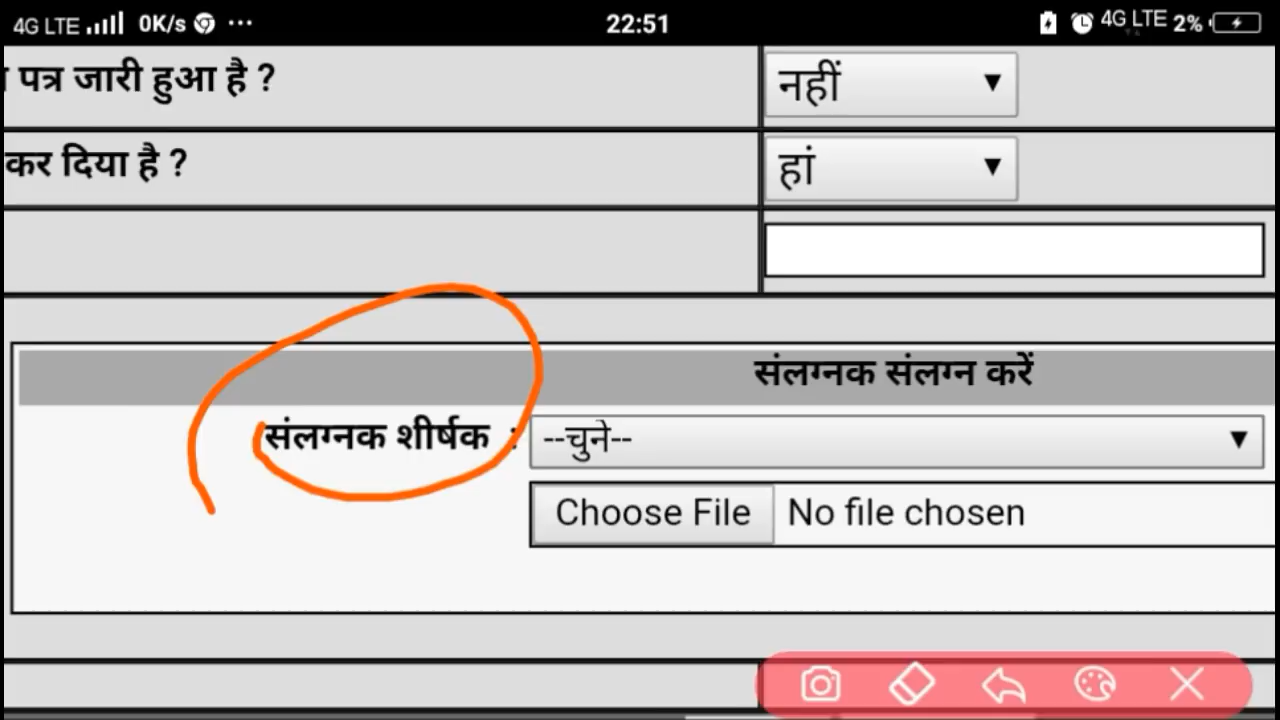 4G LTE 0K/s ... 22:51 4G LTE 2%
पत्र जारी हुआ है ? नहीं
कर दिया है ? हां
संलग्नक संलग्न करें
संलग्नक शीर्षक : --चुने--
Choose File No file chosen